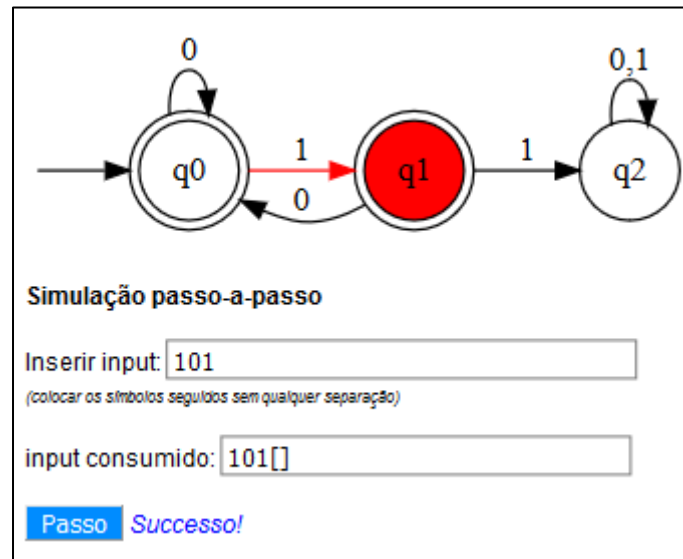 0
0,1
q0
1
q1
1
q2
0
Simulação passo-a-passo
Inserir input: 101
(colocar os símbolos seguidos sem qualquer separação)
input consumido: 101[]
Passo Successo!